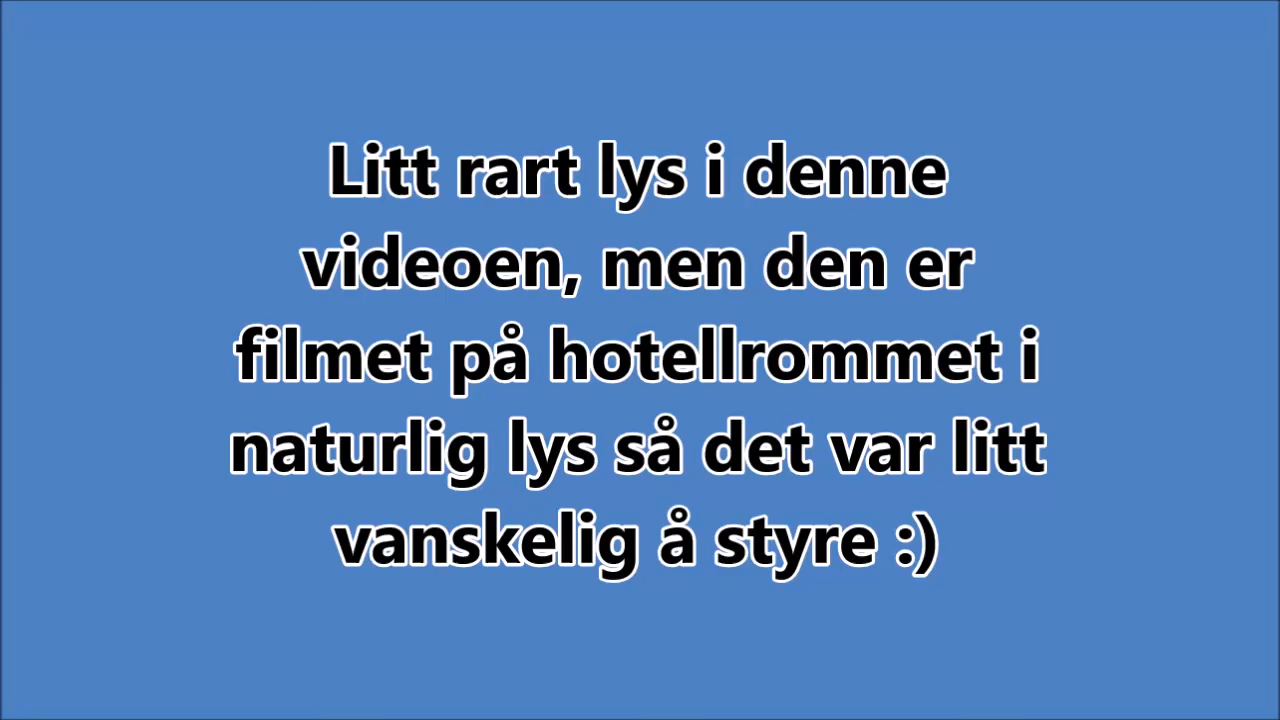 Litt rart lys i denne
videoen, men den er
filmet på hotellrommet i
naturlig lys så det var litt
vanskelig å styre :)